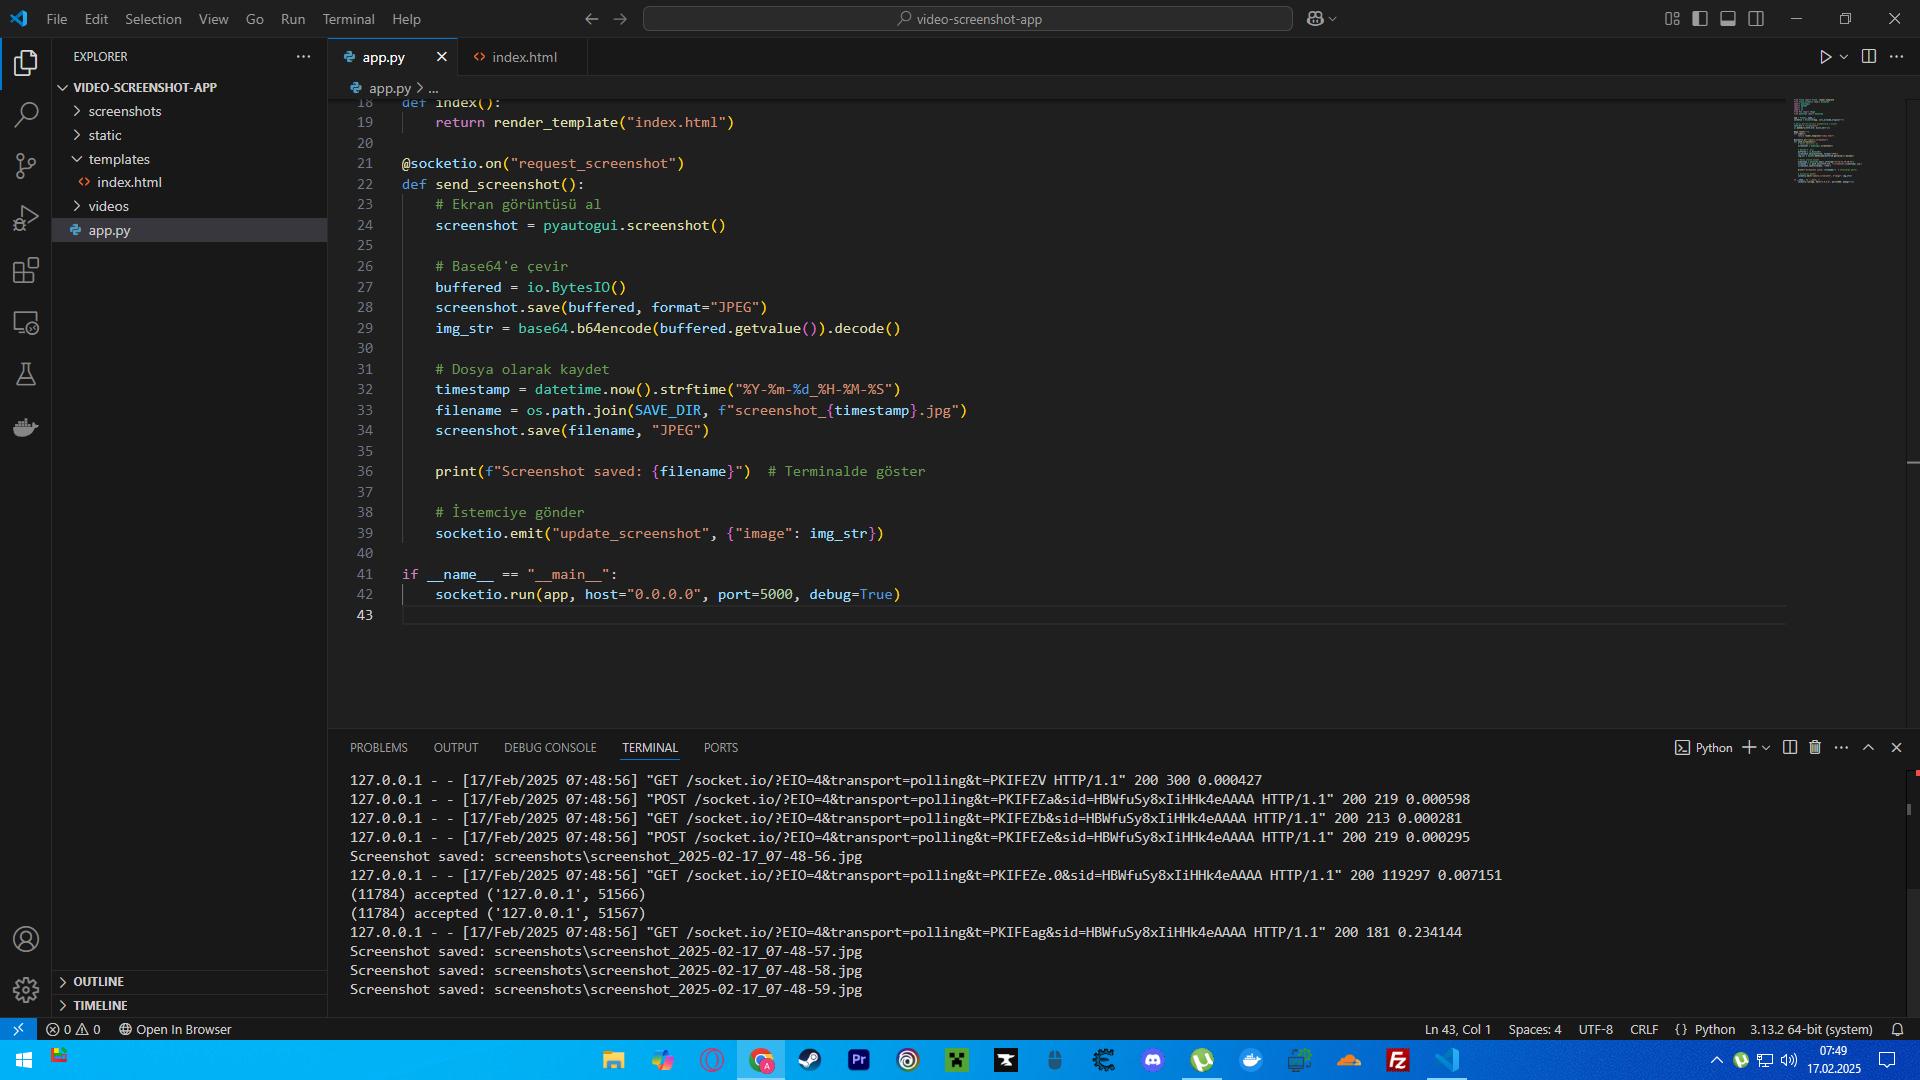 File Edit Selection View Go Run Terminal Help
video-screenshot-app
EXPLORER
VIDEO-SCREENSHOT-APP
screenshots
static
templates
index.html
videos
app.py
OUTLINE
TIMELINE
app.py
index.html
app.py > ...
18 def index():
19     return render_template("index.html")
20
21 @socketio.on("request_screenshot")
22 def send_screenshot():
23     # Ekran görüntüsü al
24     screenshot = pyautogui.screenshot()
25
26     # Base64'e çevir
27     buffered = io.BytesIO()
28     screenshot.save(buffered, format="JPEG")
29     img_str = base64.b64encode(buffered.getvalue()).decode()
30
31     # Dosya olarak kaydet
32     timestamp = datetime.now().strftime("%Y-%m-%d_%H-%M-%S")
33     filename = os.path.join(SAVE_DIR, f"screenshot_{timestamp}.jpg")
34     screenshot.save(filename, "JPEG")
35
36     print(f"Screenshot saved: {filename}")  # Terminalde göster
37
38     # İstemciye gönder
39     socketio.emit("update_screenshot", {"image": img_str})
40
41 if __name__ == "__main__":
42     socketio.run(app, host="0.0.0.0", port=5000, debug=True)
43
PROBLEMS OUTPUT DEBUG CONSOLE TERMINAL PORTS
Python
127.0.0.1 - - [17/Feb/2025 07:48:56] "GET /socket.io/?EIO=4&transport=polling&t=PKIFEZV HTTP/1.1" 200 300 0.000427
127.0.0.1 - - [17/Feb/2025 07:48:56] "POST /socket.io/?EIO=4&transport=polling&t=PKIFEZa&sid=HBWfuSy8xIiHHk4eAAAA HTTP/1.1" 200 219 0.000598
127.0.0.1 - - [17/Feb/2025 07:48:56] "GET /socket.io/?EIO=4&transport=polling&t=PKIFEZb&sid=HBWfuSy8xIiHHk4eAAAA HTTP/1.1" 200 213 0.000281
127.0.0.1 - - [17/Feb/2025 07:48:56] "POST /socket.io/?EIO=4&transport=polling&t=PKIFEZe&sid=HBWfuSy8xIiHHk4eAAAA HTTP/1.1" 200 219 0.000295
Screenshot saved: screenshots\screenshot_2025-02-17_07-48-56.jpg
127.0.0.1 - - [17/Feb/2025 07:48:56] "GET /socket.io/?EIO=4&transport=polling&t=PKIFEZe.0&sid=HBWfuSy8xIiHHk4eAAAA HTTP/1.1" 200 119297 0.007151
(11784) accepted ('127.0.0.1', 51566)
(11784) accepted ('127.0.0.1', 51567)
127.0.0.1 - - [17/Feb/2025 07:48:56] "GET /socket.io/?EIO=4&transport=polling&t=PKIFEag&sid=HBWfuSy8xIiHHk4eAAAA HTTP/1.1" 200 181 0.234144
Screenshot saved: screenshots\screenshot_2025-02-17_07-48-57.jpg
Screenshot saved: screenshots\screenshot_2025-02-17_07-48-58.jpg
Screenshot saved: screenshots\screenshot_2025-02-17_07-48-59.jpg
0 0 Open In Browser
Ln 43, Col 1 Spaces: 4 UTF-8 CRLF {} Python 3.13.2 64-bit (system)
A Pr Fz
07:49
17.02.2025